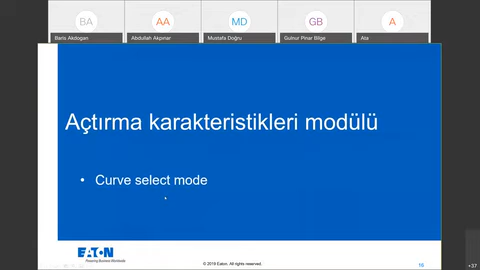 BA
AA
MD
GB
A
Baris Akdogan
Abdullah Akpınar
Mustafa Doğru
Gulnur Pinar Bilge
Ata
Açtırma karakteristikleri modülü
• Curve select mode
EATON
Powering Business Worldwide
© 2019 Eaton. All rights reserved.
16
+37